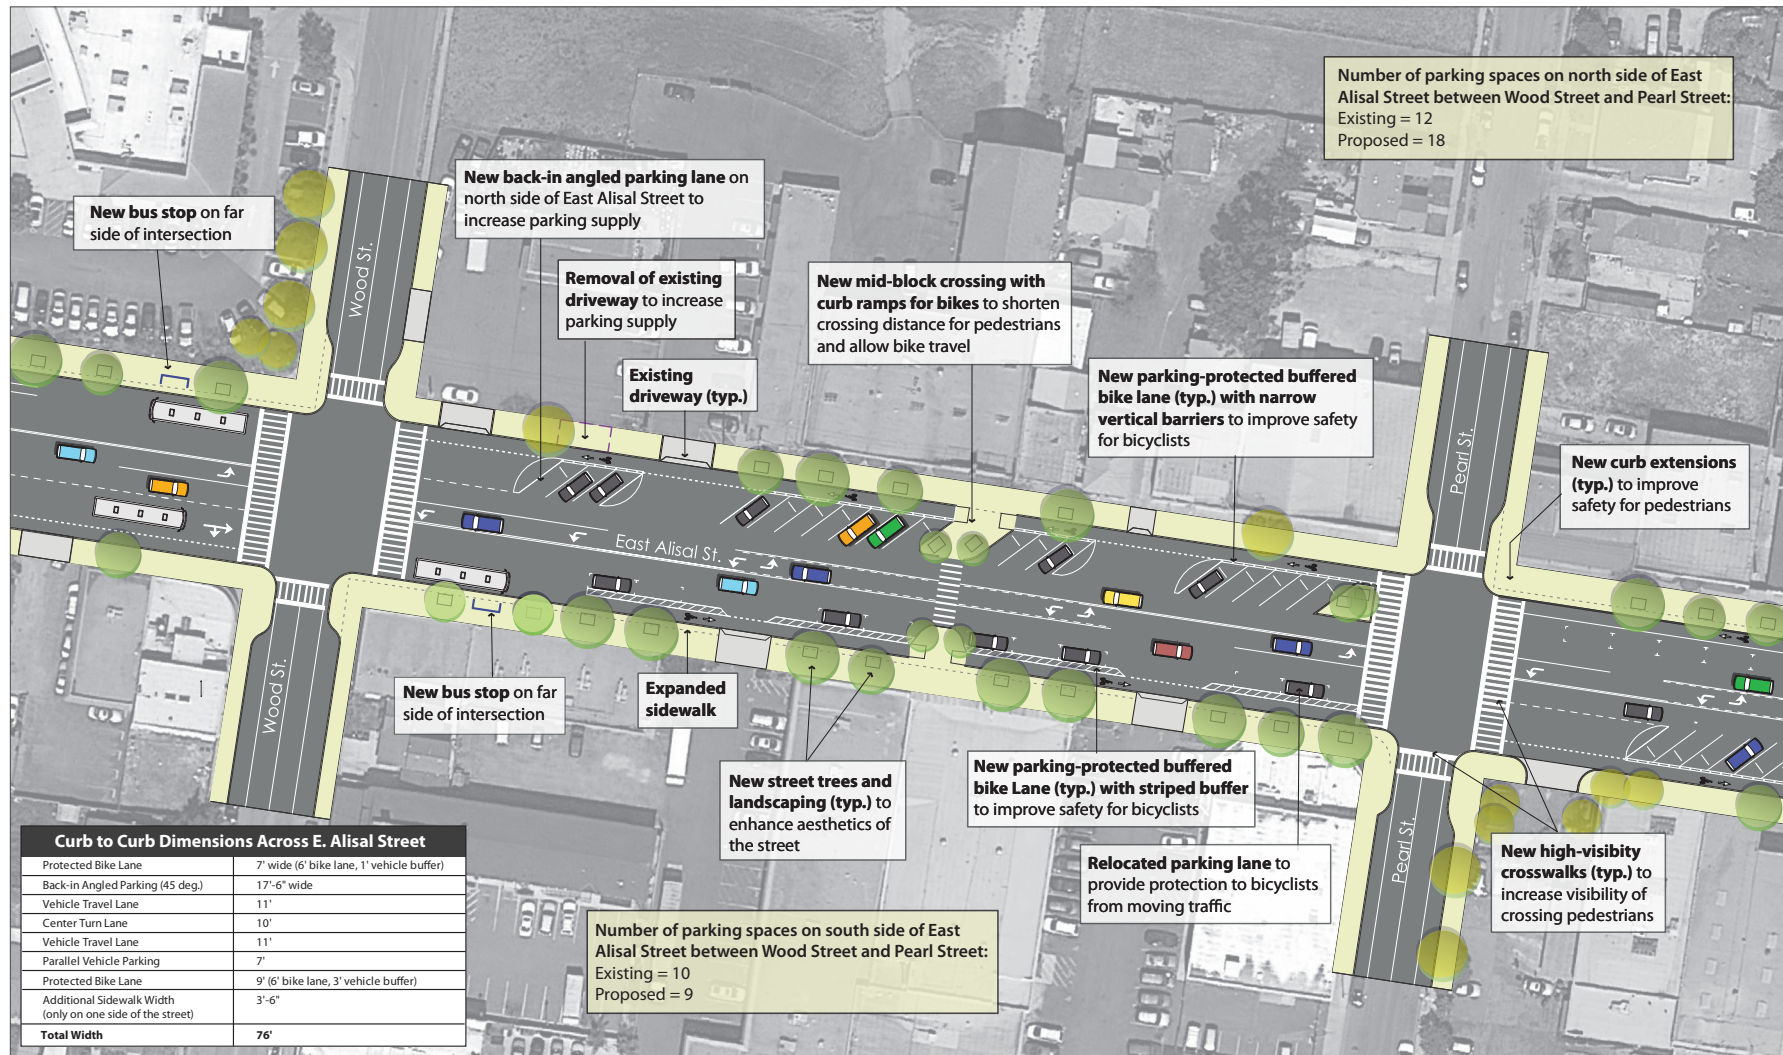 Number of parking spaces on north side of East
Alisal Street between Wood Street and Pearl Street:
Existing = 12
Proposed = 18
New back-in angled parking lane on
north side of East Alisal Street to
increase parking supply
New bus stop on far
side of intersection
Wood St.
Removal of existing
driveway to increase
parking supply
New mid-block crossing with
curb ramps for bikes to shorten
crossing distance for pedestrians
and allow bike travel
Existing
driveway (typ.)
New parking-protected buffered
bike lane (typ.) with narrow
vertical barriers to improve safety
for bicyclists
Pearl St.
New curb extensions
(typ.) to improve
safety for pedestrians
East Alisal St.
Wood St.
New bus stop on far
side of intersection
Expanded
sidewalk
New street trees and
landscaping (typ.) to
enhance aesthetics of
the street
New parking-protected buffered
bike Lane (typ.) with striped buffer
to improve safety for bicyclists
Relocated parking lane to
provide protection to bicyclists
from moving traffic
Pearl St.
New high-visibity
crosswalks (typ.) to
increase visibility of
crossing pedestrians
Curb to Curb Dimensions Across E. Alisal Street
Protected Bike Lane 7' wide (6' bike lane, 1' vehicle buffer)
Back-in Angled Parking (45 deg.) 17'-6" wide
Vehicle Travel Lane 11'
Center Turn Lane 10'
Vehicle Travel Lane 11'
Parallel Vehicle Parking 7'
Protected Bike Lane 9' (6' bike lane, 3' vehicle buffer)
Additional Sidewalk Width 3'-6"
(only on one side of the street)
Total Width 76'
Number of parking spaces on south side of East
Alisal Street between Wood Street and Pearl Street:
Existing = 10
Proposed = 9